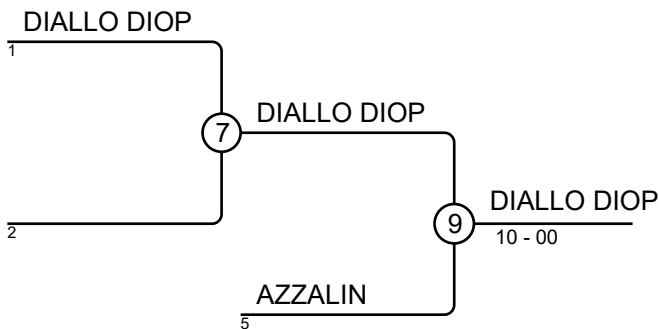 DIALLO DIOP
1
7
DIALLO DIOP
2
9
DIALLO DIOP
10 - 00
AZZALIN
5